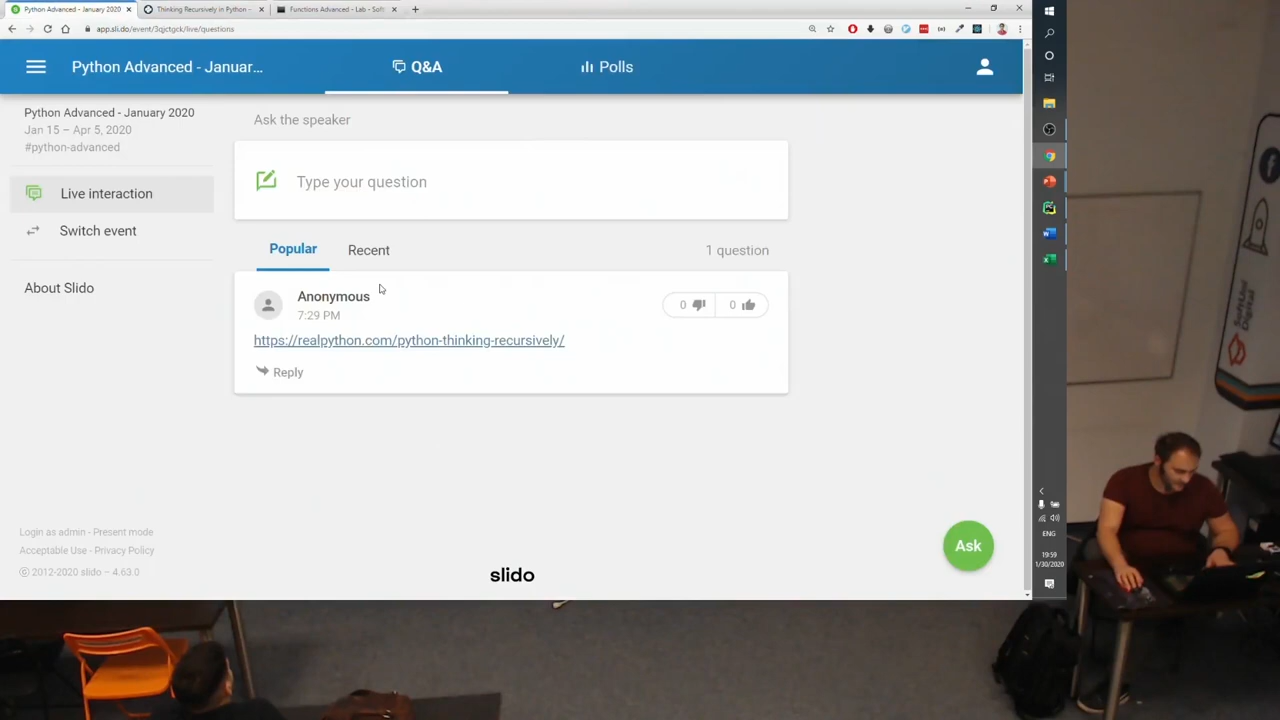 Python Advanced - January 2020
Thinking Recursively in Python -
Functions Advanced - Lab - Soft
app.sli.do/event/3qjctgck/live/questions
Python Advanced - Januar...
Q&A
Polls
Python Advanced - January 2020
Jan 15 – Apr 5, 2020
#python-advanced
Live interaction
Switch event
About Slido
Ask the speaker
Type your question
Popular
Recent
1 question
Anonymous
7:29 PM
0
0
https://realpython.com/python-thinking-recursively/
Reply
Login as admin - Present mode
Acceptable Use - Privacy Policy
© 2012-2020 slido – 4.63.0
slido
Ask
ENG
19:59
1/30/2020
SoftUni
Digital